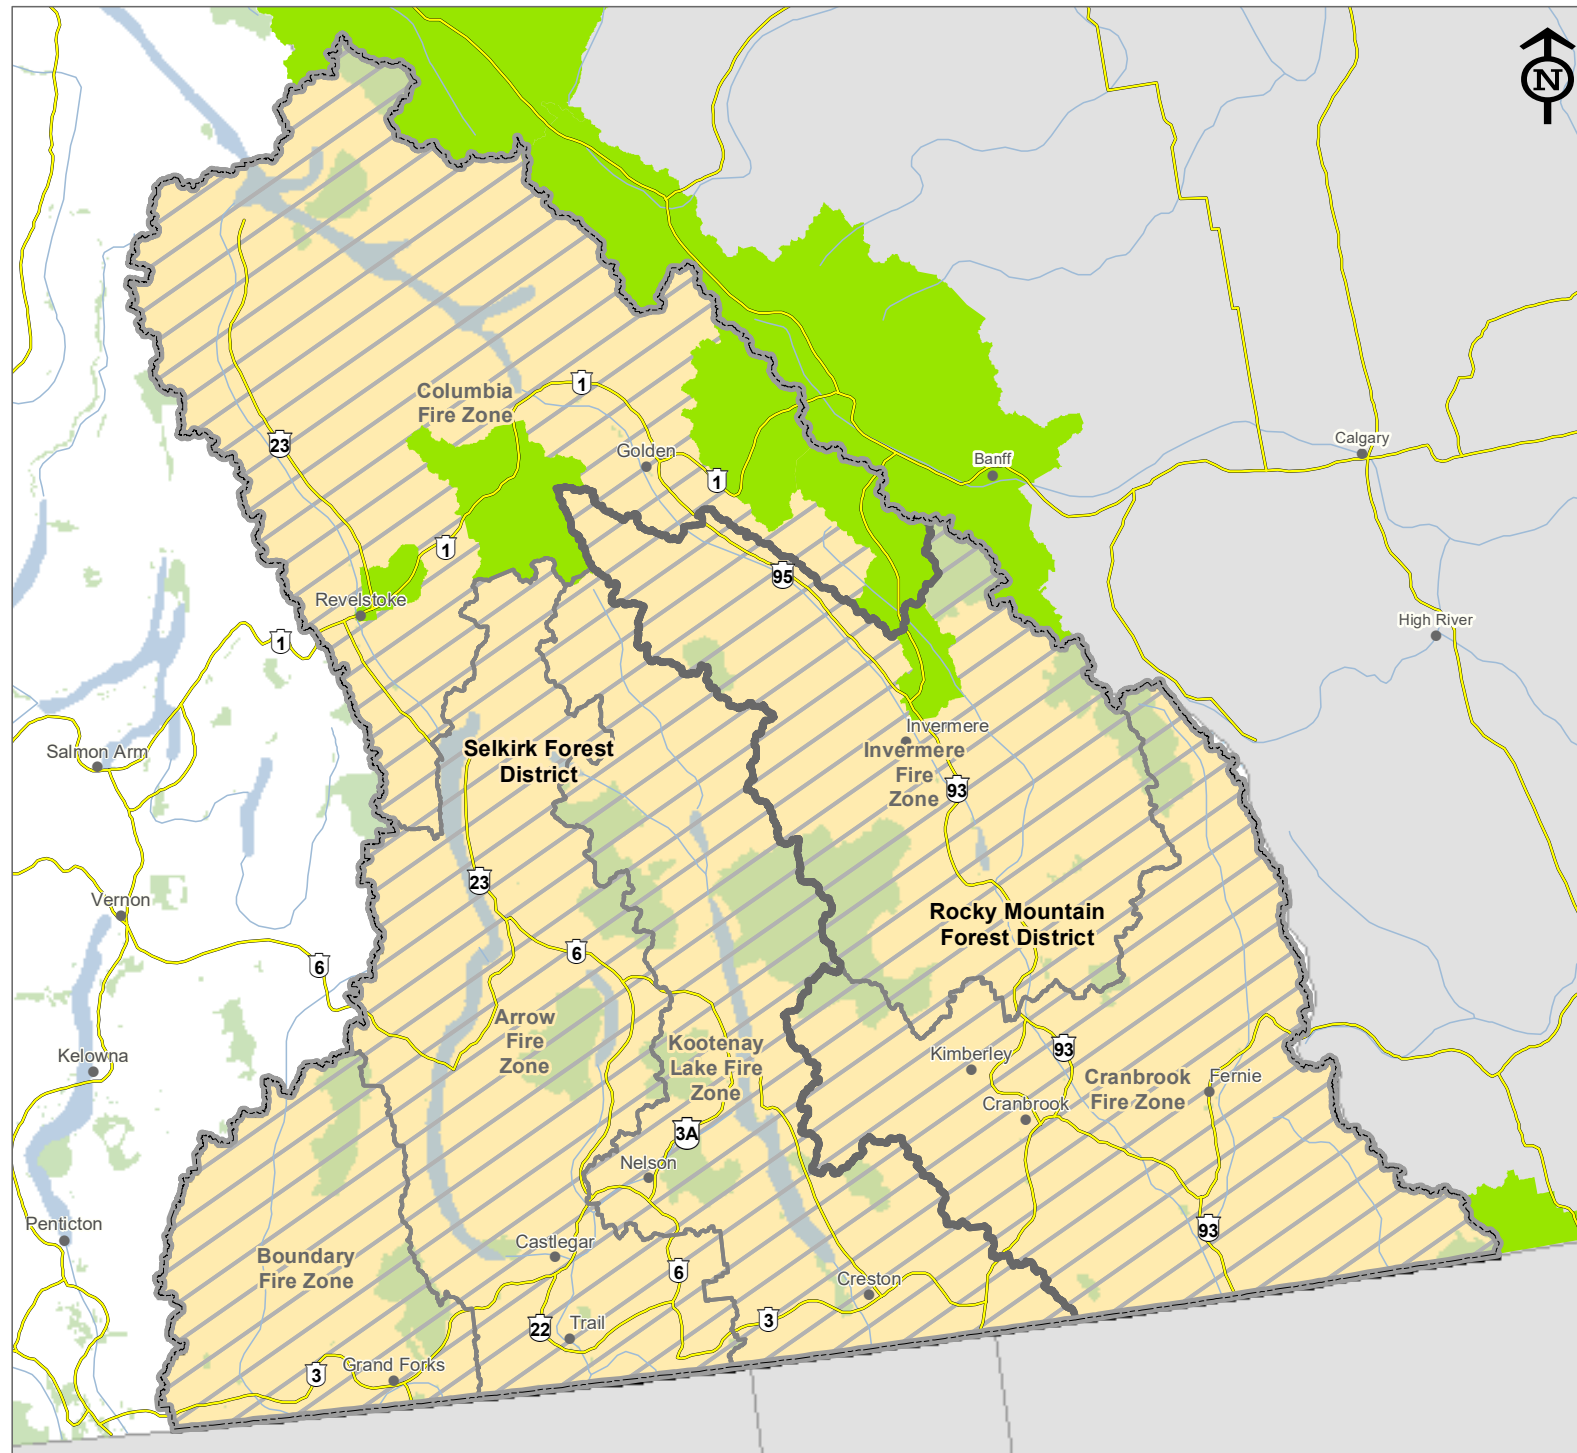 N
Columbia
Fire Zone
1
23
Golden
Calgary
Banff
1
1
95
Revelstoke
High River
1
Invermere
Salmon Arm
Selkirk Forest
District
Invermere
Fire
Zone
93
23
Vernon
Rocky Mountain
Forest District
6
6
Arrow
Fire
Zone
Kootenay
Lake Fire
Zone
Kelowna
Kimberley
93
Cranbrook
Fire Zone
Fernie
Cranbrook
3A
Nelson
Penticton
93
Castlegar
Boundary
Fire Zone
6
Creston
3
22
Trail
Grand Forks
3